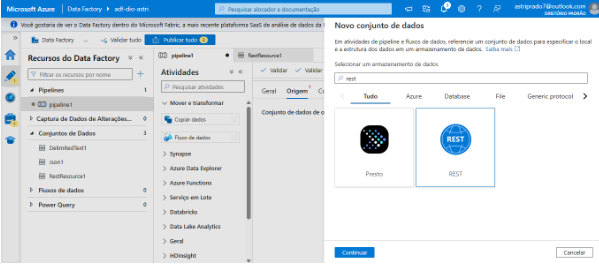 Microsoft Azure | Data Factory ▸ adf-dio-astri
Pesquisar alocador e documentação
astriprado7@outlook.com
DIRETÓRIO PADRÃO
Você gostaria de ver o Data Factory dentro do Microsoft Fabric, a mais recente plataforma SaaS de análise de dados da
Data Factory
Validar tudo
Publicar tudo 2
Recursos do Data Factory
Filtrar os recursos por nome
Pipelines 1
pipeline1
Captura de Dados de Alterações... 0
Conjuntos de Dados 3
DelimitedText1
Json1
RestResource1
Fluxos de dados 0
Power Query 0
pipeline1
RestResource1
Atividades
Pesquisar atividades
Mover e transformar
Copiar dados
Fluxo de dados
Synapse
Azure Data Explorer
Azure Functions
Serviço em Lote
Databricks
Data Lake Analytics
Geral
HDInsight
Validar
Validar
Geral Origem
Conjunto de dados de o
Novo conjunto de dados
Em atividades de pipeline e fluxos de dados, referencie um conjunto de dados para especificar o local
e a estrutura dos dados em um armazenamento de dados. Saiba mais
Selecionar um armazenamento de dados
rest
Tudo Azure Database File Generic protocol
REST
Presto
REST
Continuar
Cancelar